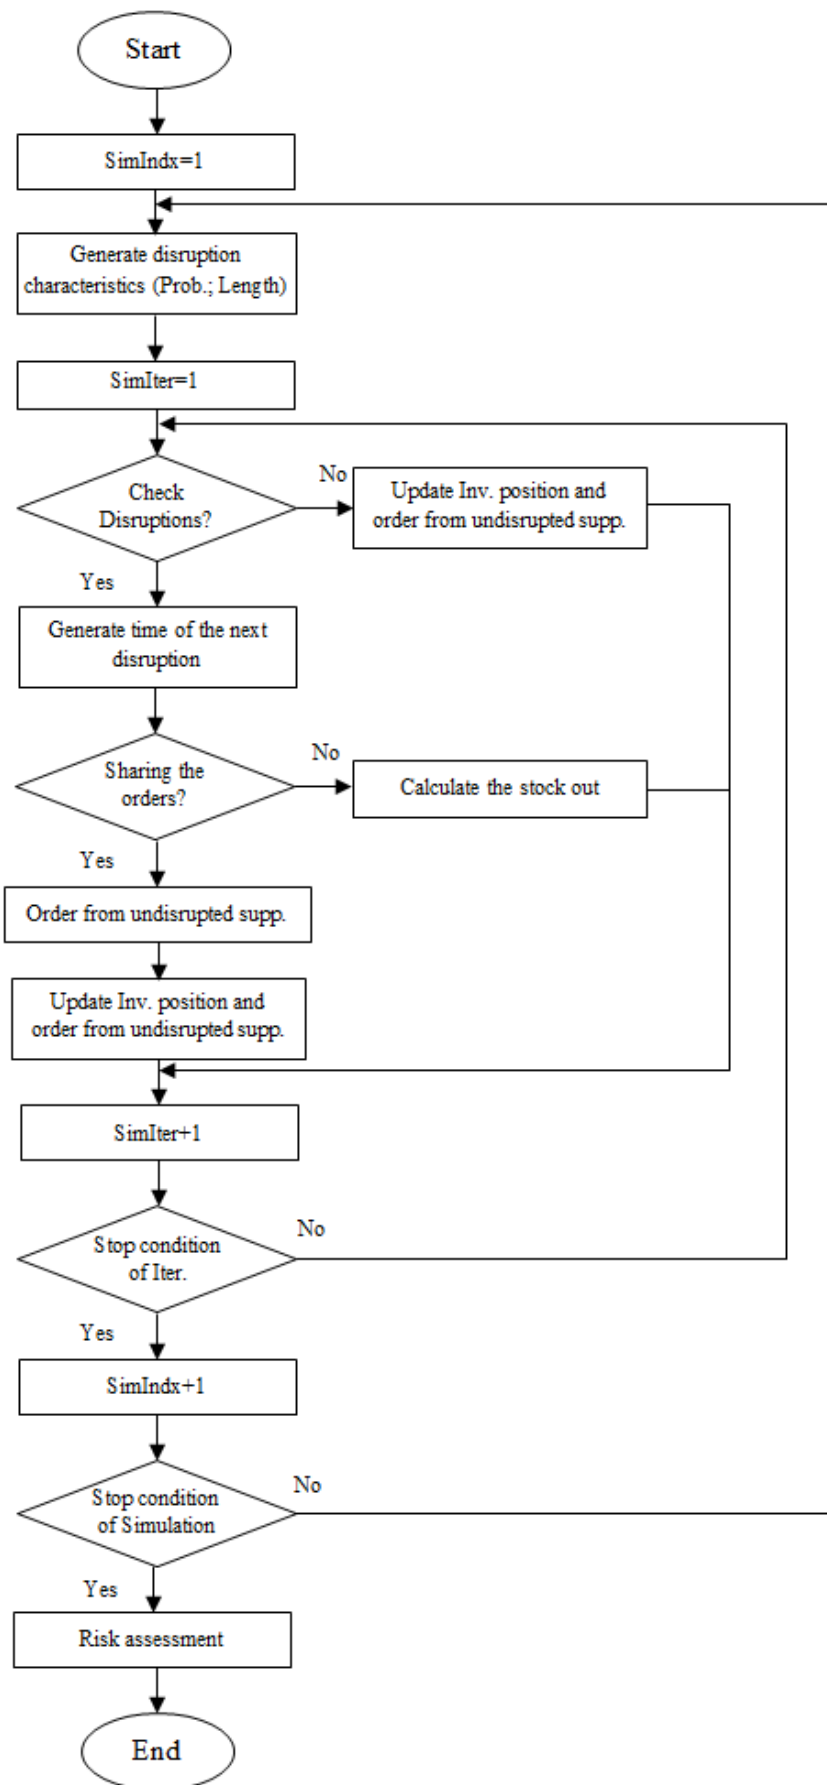 Start
SimIndx=1
Generate disruption
characteristics (Prob.; Length)
SimIter=1
Check
Disruptions?
No
Update Inv. position and
order from undisrupted supp.
Yes
Generate time of the next
disruption
Sharing the
orders?
No
Calculate the stock out
Yes
Order from undisrupted supp.
Update Inv. position and
order from undisrupted supp.
SimIter+1
Stop condition
of Iter.
No
Yes
SimIndx+1
Stop condition
of Simulation
No
Yes
Risk assessment
End